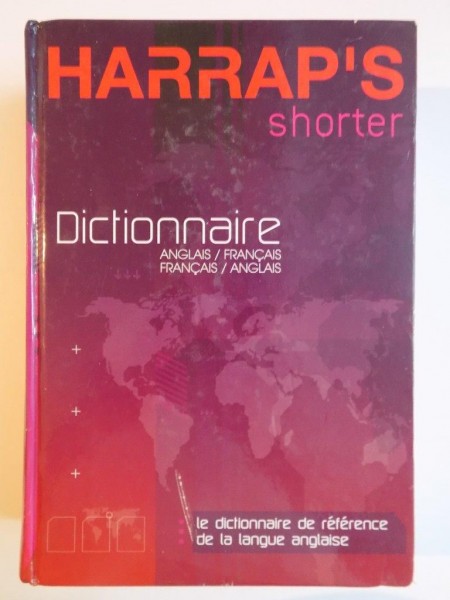 HARRAP'S
shorter
Dictionnaire
ANGLAIS / FRANÇAIS
FRANÇAIS / ANGLAIS
le dictionnaire de référence
de la langue anglaise